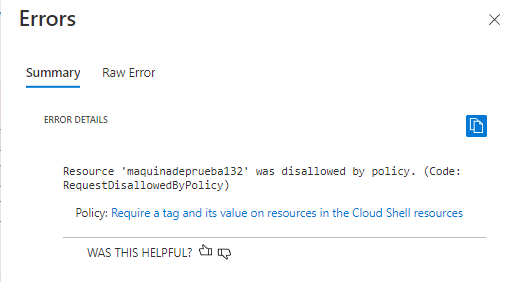 Errors
Summary Raw Error
ERROR DETAILS
Resource 'maquinadeprueba132' was disallowed by policy. (Code:
RequestDisallowedByPolicy)
Policy: Require a tag and its value on resources in the Cloud Shell resources
WAS THIS HELPFUL?